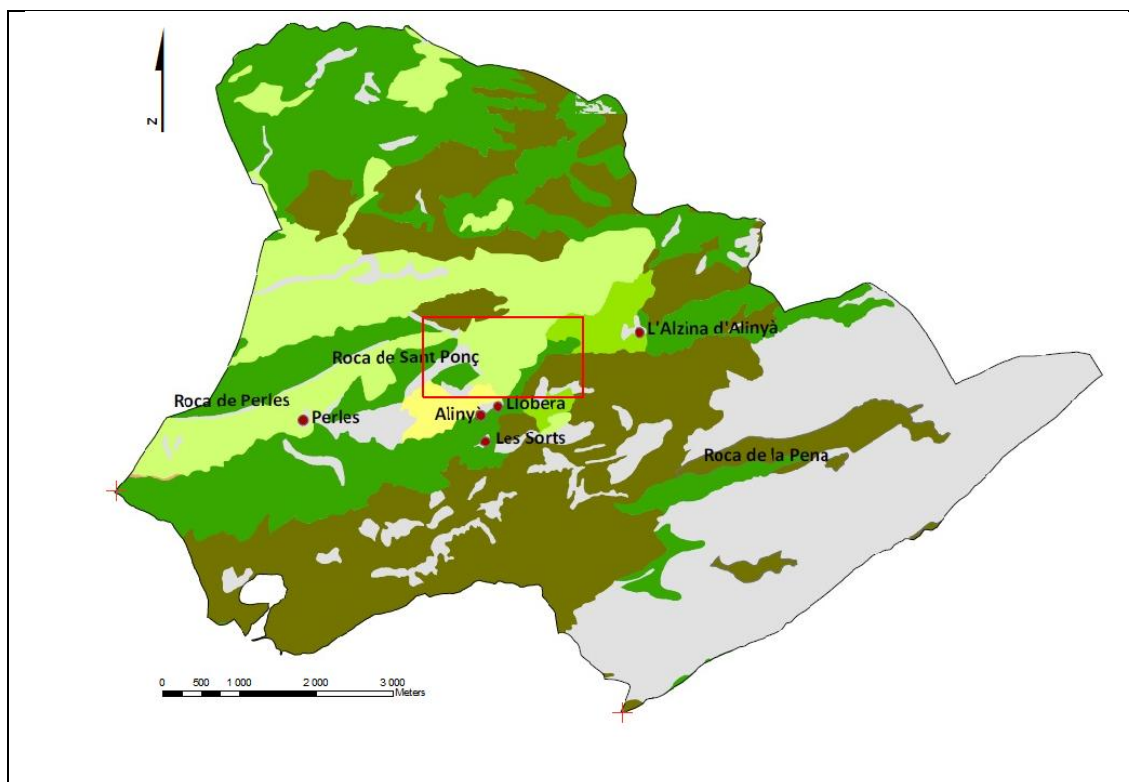 N
L'Alzina d'Alinyà
Roca de Sant Ponç
Roca de Perles
Perles
Llobera
Aliny
Les Sorts
Roca de la Pena
0 500 1 000 2 000 3 000
Meters